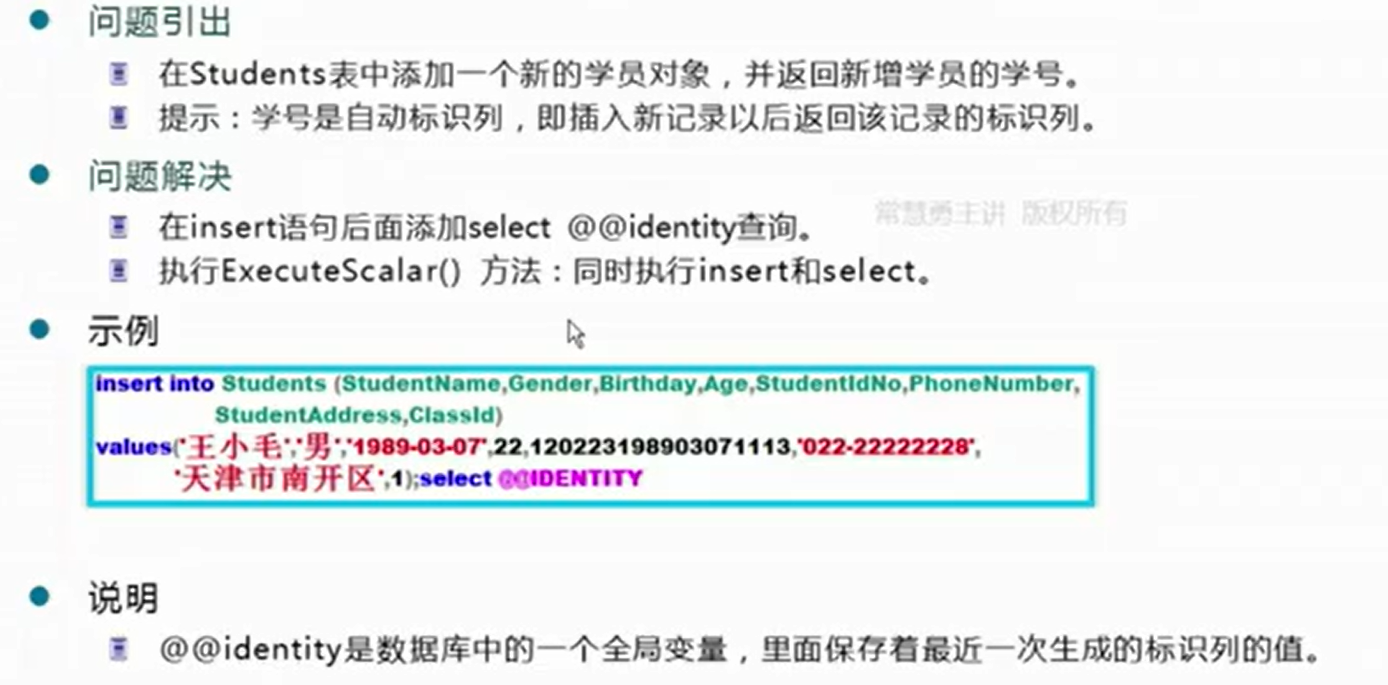 问题引出
在Students表中添加一个新的学员对象，并返回新增学员的学号。
提示：学号是自动标识列，即插入新记录以后返回该记录的标识列。
问题解决
在insert语句后面添加select @@identity查询。
常慧勇主讲 版权所有
执行ExecuteScalar() 方法：同时执行insert和select。
示例
insert into Students (StudentName,Gender,Birthday,Age,StudentIdNo,PhoneNumber,
StudentAddress,ClassId)
values('王小毛','男','1989-03-07',22,120223198903071113,'022-22222228',
'天津市南开区',1);select @@IDENTITY
说明
@@identity是数据库中的一个全局变量，里面保存着最近一次生成的标识列的值。